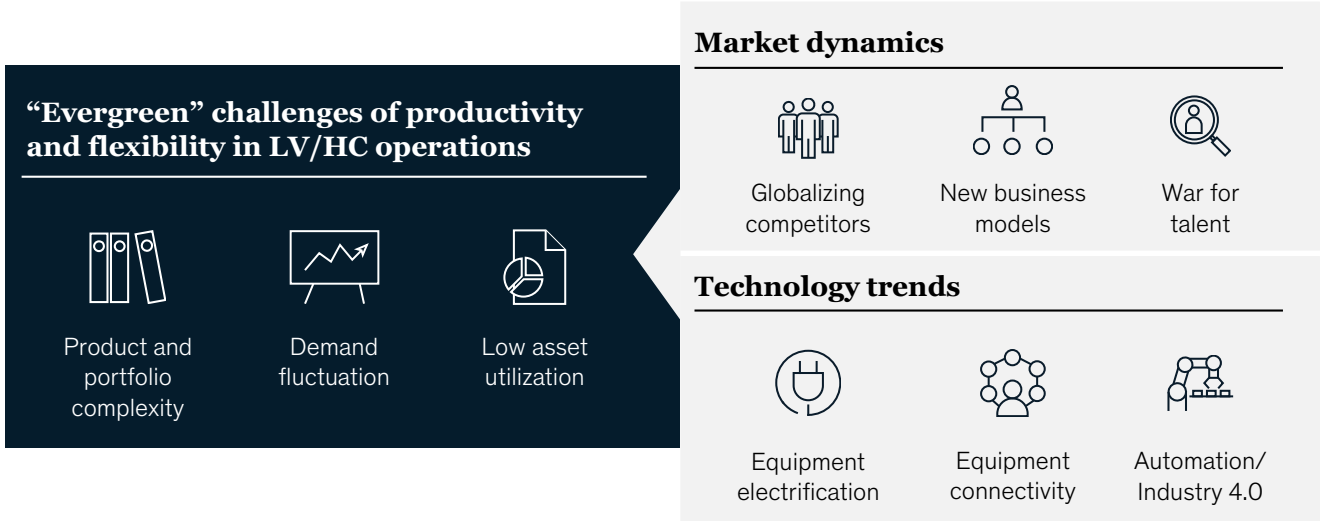 “Evergreen” challenges of productivity
and flexibility in LV/HC operations
Product and
portfolio
complexity
Demand
fluctuation
Low asset
utilization
Market dynamics
Globalizing
competitors
New business
models
War for
talent
Technology trends
Equipment
electrification
Equipment
connectivity
Automation/
Industry 4.0